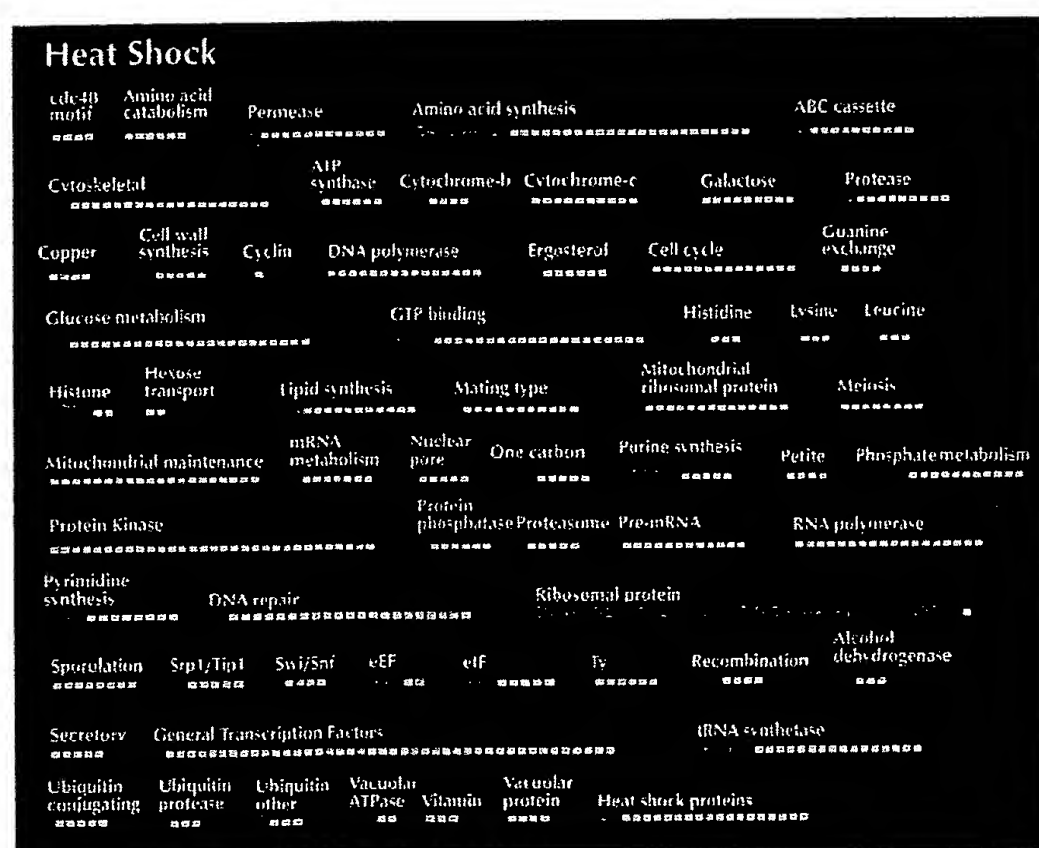 Heat Shock
cdc48 motif
Amino acid catabolism
Permease
Amino acid synthesis
ABC cassette
Cytoskeletal
ATP synthase
Cytochrome-b
Cytochrome-c
Galactose
Protease
Copper
Cell wall synthesis
Cyclin
DNA polymerase
Ergosterol
Cell cycle
Guanine exchange
Glucose metabolism
GTP binding
Histidine
Lysine
Leucine
Histone
Hexose transport
Lipid synthesis
Mating type
Mitochondrial ribosomal protein
Meiosis
Mitochondrial maintenance
mRNA metabolism
Nuclear pore
One carbon
Purine synthesis
Petite
Phosphate metabolism
Protein Kinase
Protein phosphatase
Proteasome
Pre-mRNA
RNA polymerase
Pyrimidine synthesis
DNA repair
Ribosomal protein
Sporulation
Srp1/Tip1
Swi/Snf
eEF
eIF
Ty
Recombination
Alcohol dehydrogenase
Secretory
General Transcription Factors
tRNA synthetase
Ubiquitin conjugating
Ubiquitin protease
Ubiquitin other
Vacuolar ATPase
Vitamin
Vacuolar protein
Heat shock proteins